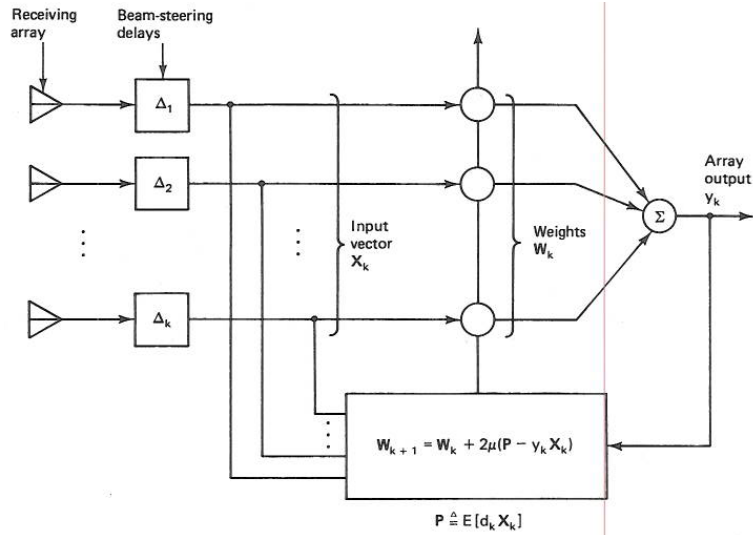 Receiving
array
Beam-steering
delays
Δ₁
Δ₂
Δₖ
Input
vector
Xₖ
Weights
Wₖ
Σ
Array
output
yₖ
Wₖ ₊ ₁ = Wₖ + 2μ(P − yₖ Xₖ)
P ≜ E[dₖ Xₖ]